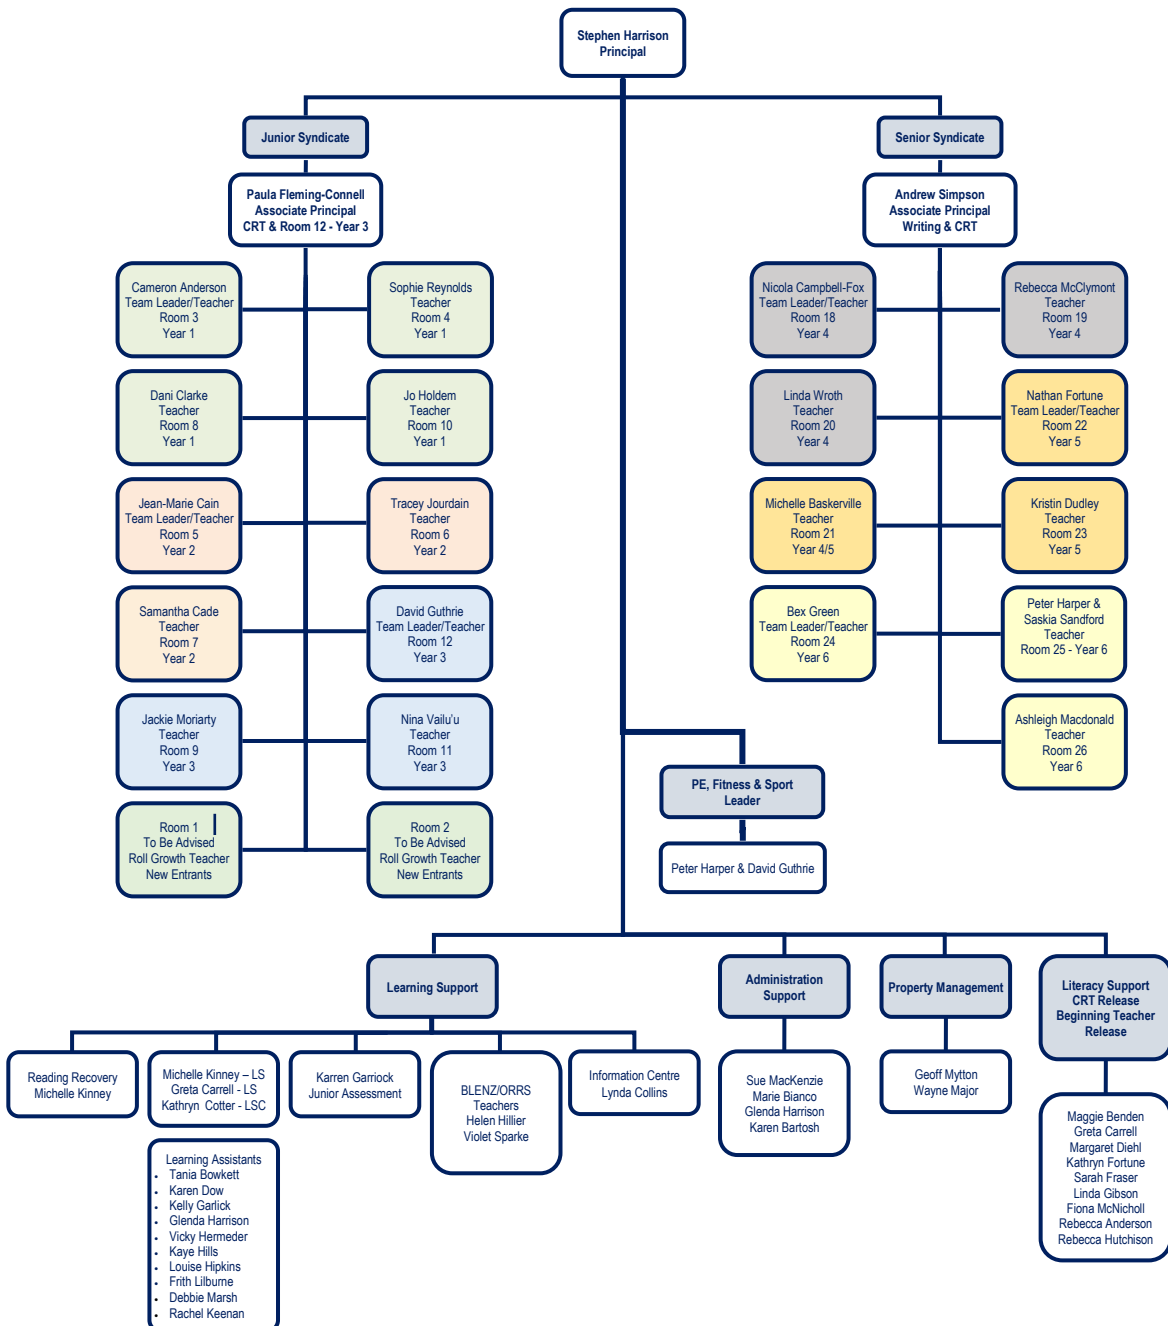 Stephen Harrison
Principal
Junior Syndicate
Senior Syndicate
Paula Fleming-Connell
Associate Principal
CRT & Room 12 - Year 3
Andrew Simpson
Associate Principal
Writing & CRT
Cameron Anderson
Team Leader/Teacher
Room 3
Year 1
Sophie Reynolds
Teacher
Room 4
Year 1
Nicola Campbell-Fox
Team Leader/Teacher
Room 18
Year 4
Rebecca McClymont
Teacher
Room 19
Year 4
Dani Clarke
Teacher
Room 8
Year 1
Jo Holdem
Teacher
Room 10
Year 1
Linda Wroth
Teacher
Room 20
Year 4
Nathan Fortune
Team Leader/Teacher
Room 22
Year 5
Jean-Marie Cain
Team Leader/Teacher
Room 5
Year 2
Tracey Jourdain
Teacher
Room 6
Year 2
Michelle Baskerville
Teacher
Room 21
Year 4/5
Kristin Dudley
Teacher
Room 23
Year 5
Samantha Cade
Teacher
Room 7
Year 2
David Guthrie
Team Leader/Teacher
Room 12
Year 3
Bex Green
Team Leader/Teacher
Room 24
Year 6
Peter Harper &
Saskia Sandford
Teacher
Room 25 - Year 6
Jackie Moriarty
Teacher
Room 9
Year 3
Nina Vailu'u
Teacher
Room 11
Year 3
Ashleigh Macdonald
Teacher
Room 26
Year 6
PE, Fitness & Sport
Leader
Peter Harper & David Guthrie
Room 1
To Be Advised
Roll Growth Teacher
New Entrants
Room 2
To Be Advised
Roll Growth Teacher
New Entrants
Learning Support
Administration
Support
Property Management
Literacy Support
CRT Release
Beginning Teacher
Release
Reading Recovery
Michelle Kinney
Michelle Kinney – LS
Greta Carrell - LS
Kathryn Cotter - LSC
Karren Garriock
Junior Assessment
BLENZ/ORRS
Teachers
Helen Hillier
Violet Sparke
Information Centre
Lynda Collins
Sue MacKenzie
Marie Bianco
Glenda Harrison
Karen Bartosh
Geoff Mytton
Wayne Major
Maggie Benden
Greta Carrell
Margaret Diehl
Kathryn Fortune
Sarah Fraser
Linda Gibson
Fiona McNicholl
Rebecca Anderson
Rebecca Hutchison
Learning Assistants
• Tania Bowkett
• Karen Dow
• Kelly Garlick
• Glenda Harrison
• Vicky Hermeder
• Kaye Hills
• Louise Hipkins
• Frith Lilburne
• Debbie Marsh
• Rachel Keenan